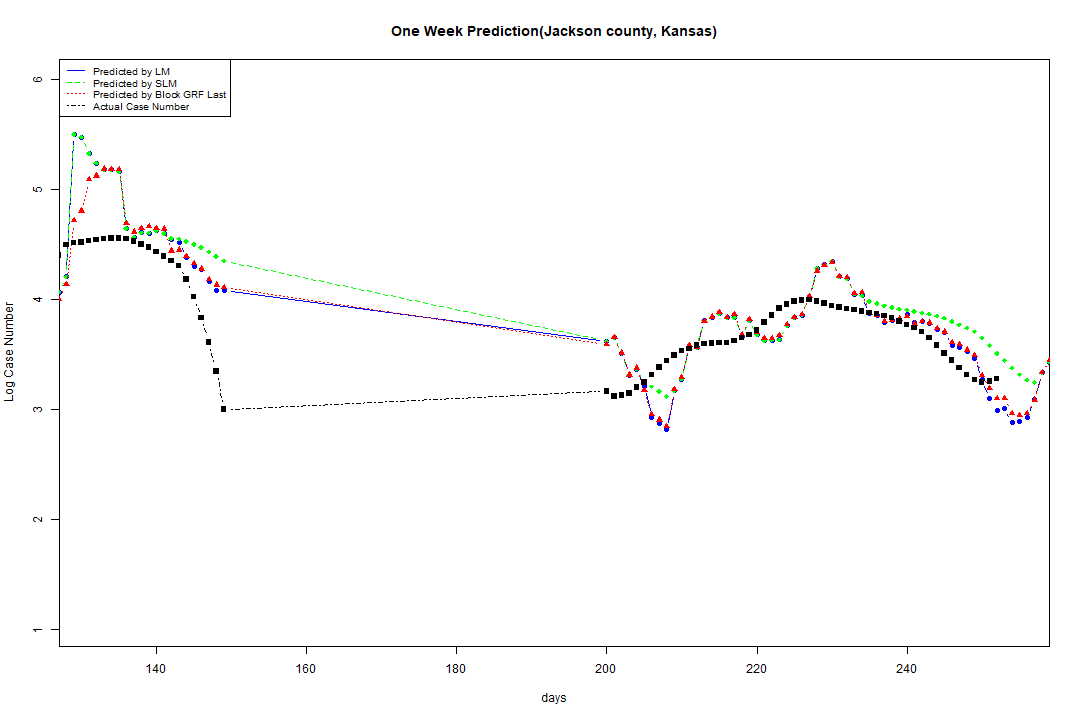 One Week Prediction(Jackson county, Kansas)
Predicted by LM
Predicted by SLM
Predicted by Block GRF Last
Actual Case Number
6
5
4
3
2
1
Log Case Number
140 160 180 200 220 240
days